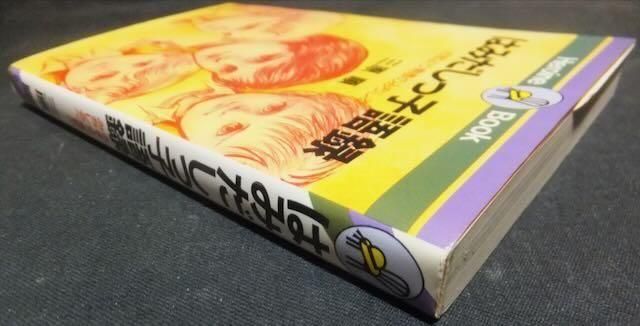 はみだしっ子語録
三原 順
Heroine
Book
はみだしっ子語録